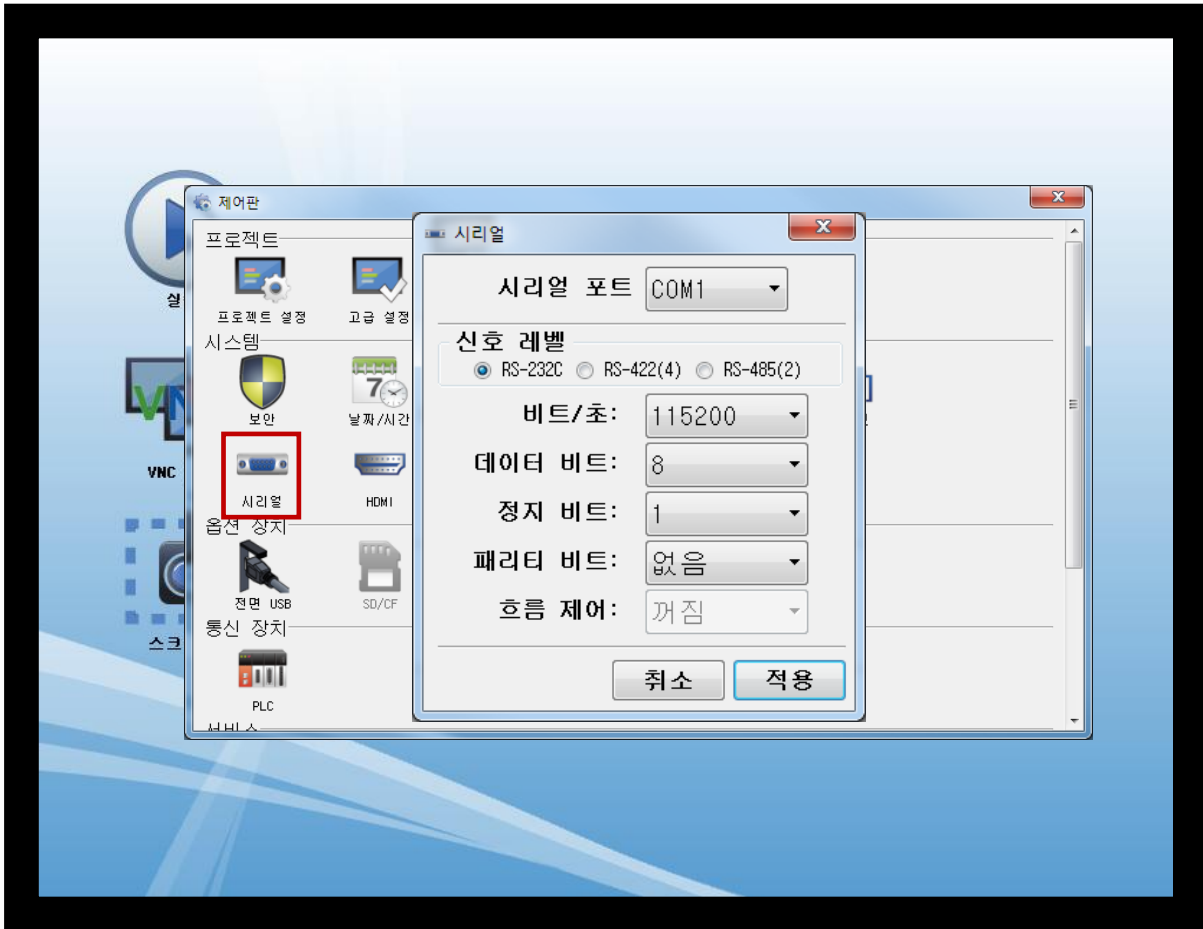 제어판
프로젝트
프로젝트 설정
고급 설정
시스템
보안
날짜/시간
시리얼
HDMI
옵션 장치
전면 USB
SD/CF
통신 장치
PLC
시리얼
시리얼 포트 COM1
신호 레벨
RS-232C RS-422(4) RS-485(2)
비트/초: 115200
데이터 비트: 8
정지 비트: 1
패리티 비트: 없음
흐름 제어: 꺼짐
취소 적용
실
VNC
스크